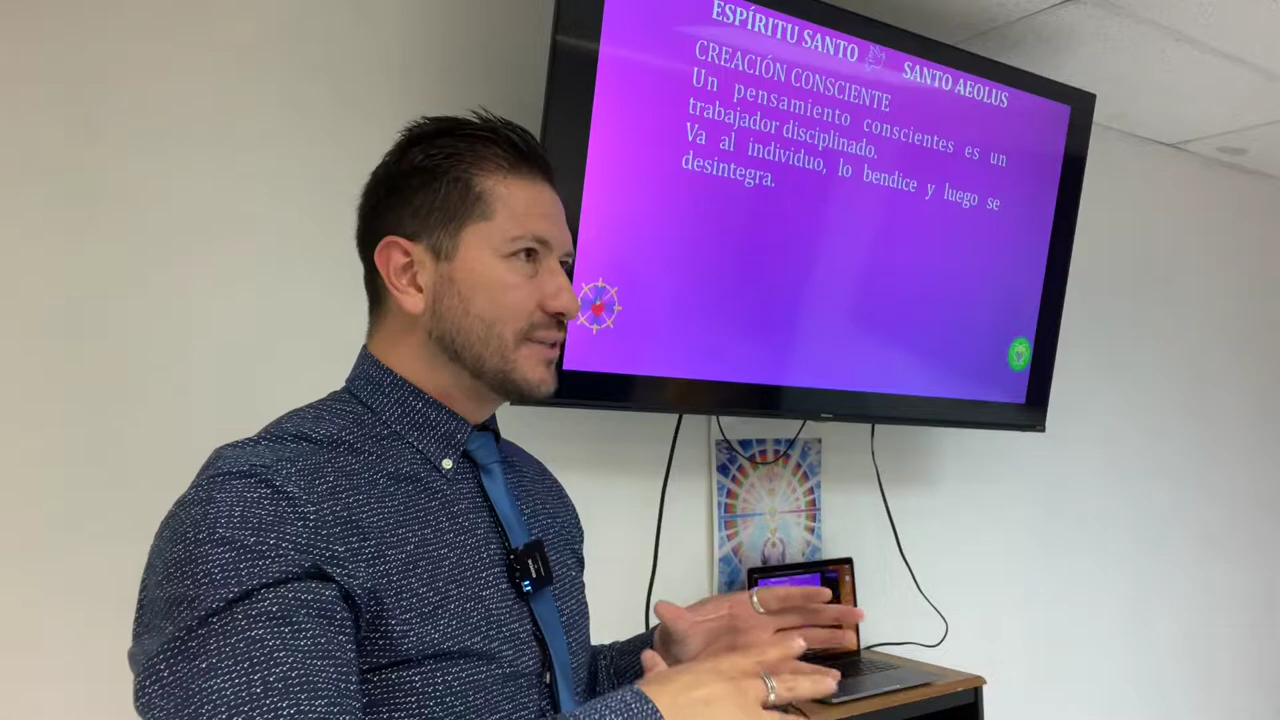 ESPÍRITU SANTO SANTO AEOLUS
CREACIÓN CONSCIENTE
Un pensamiento conscientes es un
trabajador disciplinado.
Va al individuo, lo bendice y luego se
desintegra.